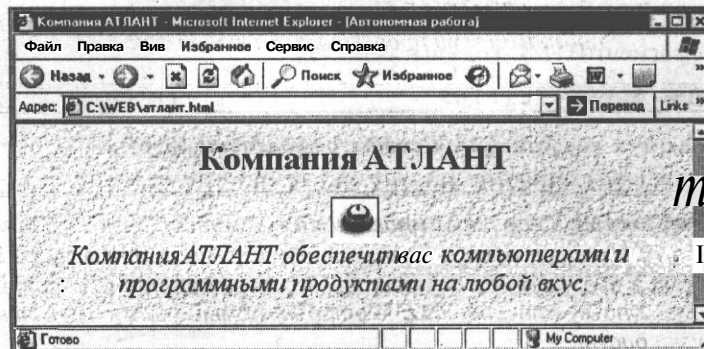 Компания АТЛАНТ - Microsoft Internet Explorer - [Автономная работа]
Файл Правка Вив Избранное Сервис Справка
Назад Поиск Избранное »
Адрес: C:\WEB\атлант.html Переход Links »
Компания АТЛАНТ
т
Компания АТЛАНТ обеспечит вас компьютерами и I
: программными продуктами на любой вкус.
Готово My Computer